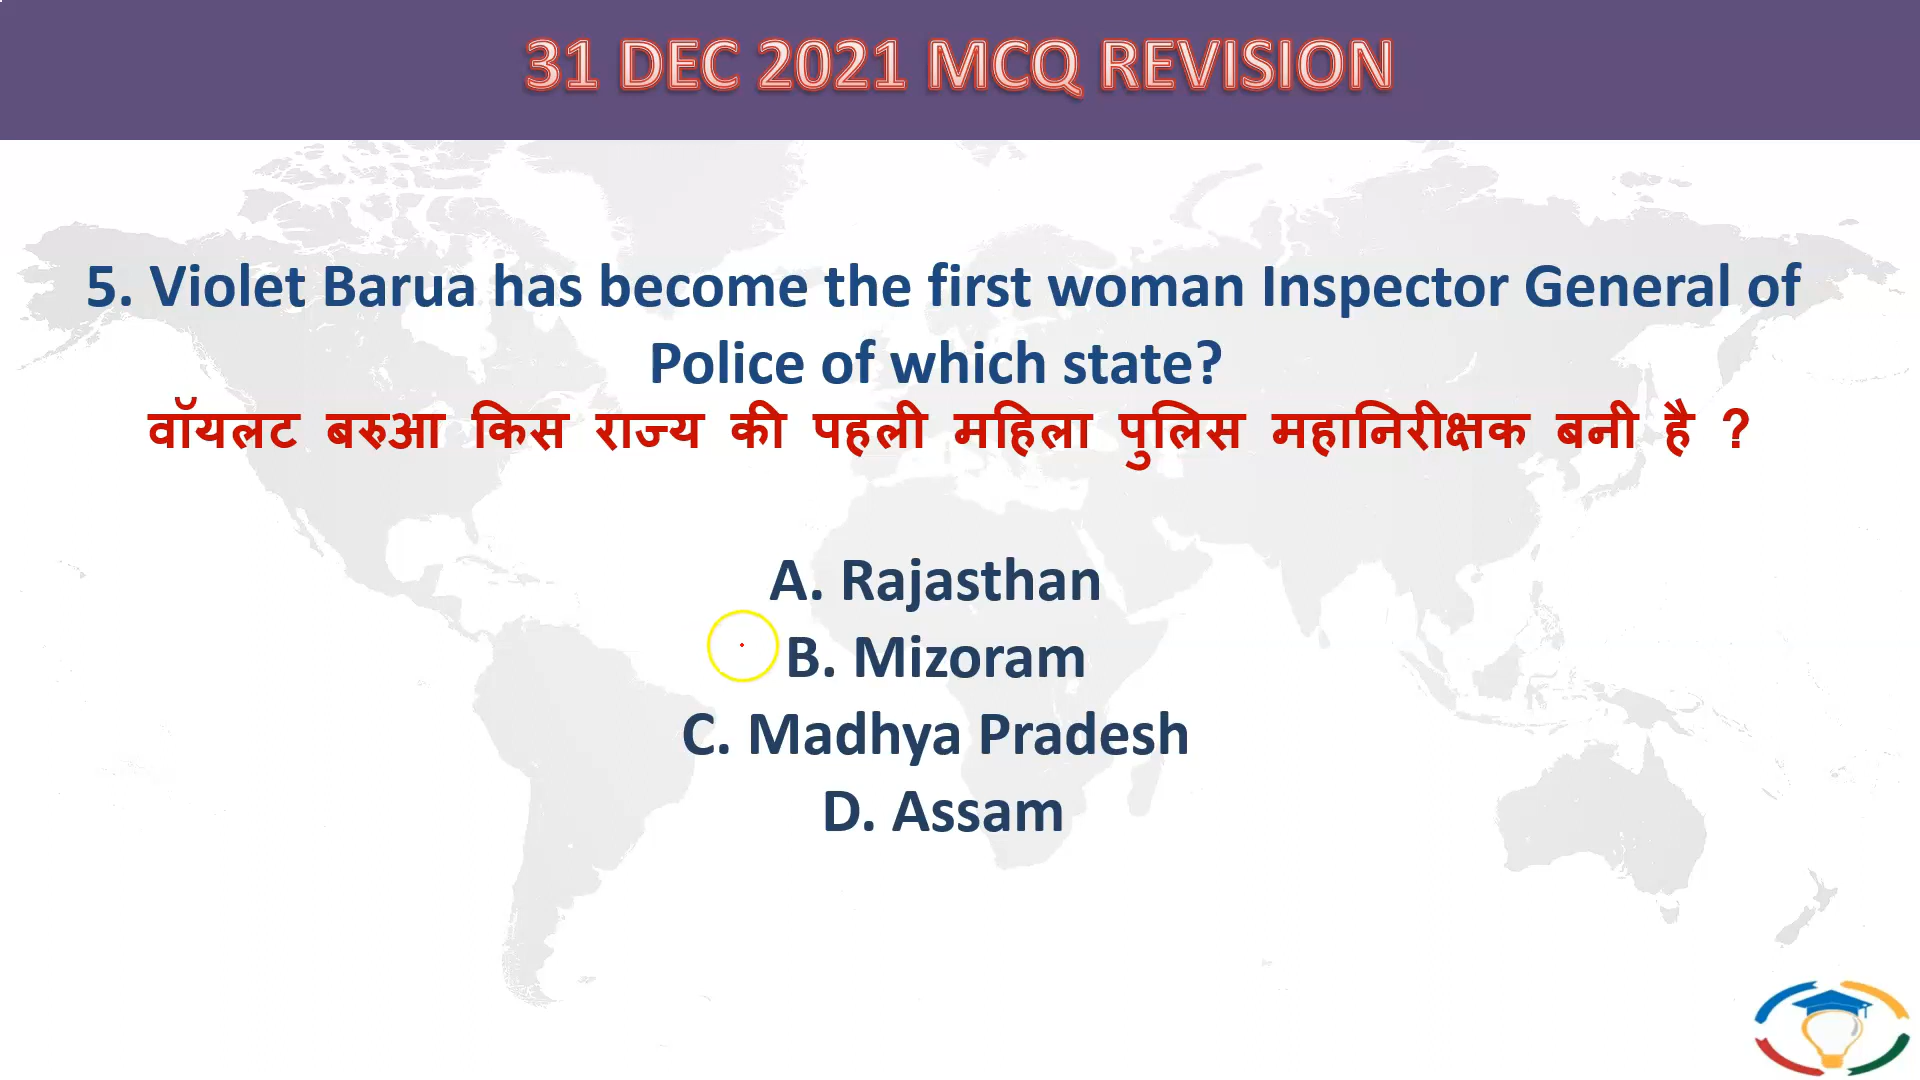 31 DEC 2021 MCQ REVISION
5. Violet Barua has become the first woman Inspector General of
Police of which state?
वॉयलट बरुआ किस राज्य की पहली महिला पुलिस महानिरीक्षक बनी है ?
A. Rajasthan
B. Mizoram
C. Madhya Pradesh
D. Assam